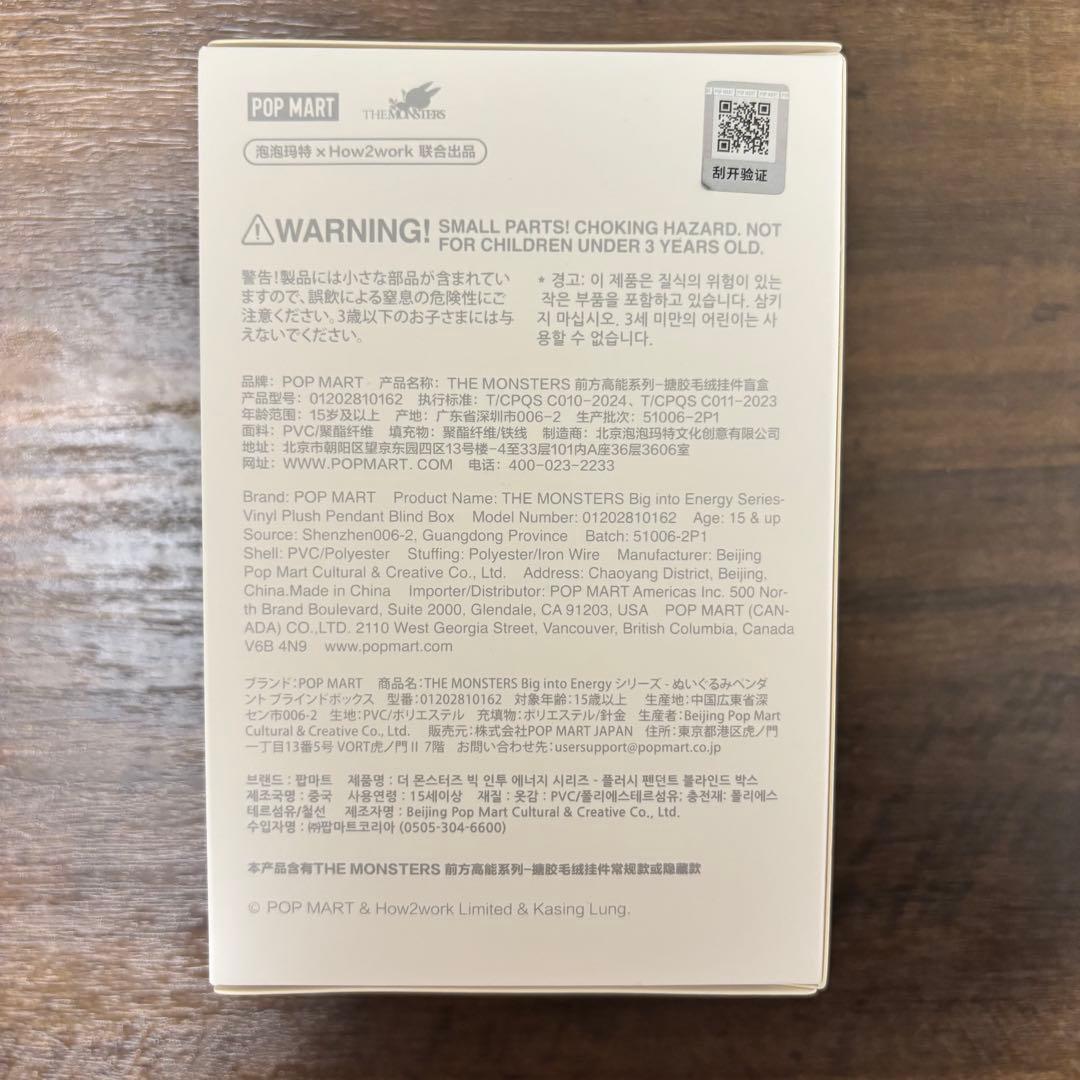 POP MART THE MONSTERS
泡泡玛特×How2work 联合出品
POP MART POP MART POP MART
刮开验证
WARNING! SMALL PARTS! CHOKING HAZARD. NOT
FOR CHILDREN UNDER 3 YEARS OLD.
警告!製品には小さな部品が含まれてい
ますので、誤飲による窒息の危険性にご
注意ください。3歳以下のお子さまには与
えないでください。
* 경고: 이 제품은 질식의 위험이 있는
작은 부품을 포함하고 있습니다. 삼키
지 마십시오. 3세 미만의 어린이는 사
용할 수 없습니다.
品牌: POP MART 产品名称: THE MONSTERS 前方高能系列-搪胶毛绒挂件盲盒
产品型号: 01202810162 执行标准: T/CPQS C010-2024、T/CPQS C011-2023
年龄范围: 15岁及以上 产地: 广东省深圳市006-2 生产批次: 51006-2P1
面料: PVC/聚酯纤维 填充物: 聚酯纤维/铁线 制造商: 北京泡泡玛特文化创意有限公司
地址: 北京市朝阳区望京东园四区13号楼-4至33层101内A座36层3606室
网址: WWW.POPMART. COM 电话: 400-023-2233
Brand: POP MART Product Name: THE MONSTERS Big into Energy Series-
Vinyl Plush Pendant Blind Box Model Number: 01202810162 Age: 15 & up
Source: Shenzhen006-2, Guangdong Province Batch: 51006-2P1
Shell: PVC/Polyester Stuffing: Polyester/Iron Wire Manufacturer: Beijing
Pop Mart Cultural & Creative Co., Ltd. Address: Chaoyang District, Beijing,
China.Made in China Importer/Distributor: POP MART Americas Inc. 500 Nor-
th Brand Boulevard, Suite 2000, Glendale, CA 91203, USA POP MART (CAN-
ADA) CO.,LTD. 2110 West Georgia Street, Vancouver, British Columbia, Canada
V6B 4N9 www.popmart.com
ブランド:POP MART 商品名:THE MONSTERS Big into Energy シリーズ - ぬいぐるみペンダ
ント ブラインドボックス 型番:01202810162 対象年齢:15歳以上 生産地:中国広東省深
セン市006-2 生地:PVC/ポリエステル 充填物:ポリエステル/針金 生産者:Beijing Pop Mart
Cultural & Creative Co., Ltd. 販売元:株式会社POP MART JAPAN 住所:東京都港区虎ノ門
一丁目13番5号 VORT虎ノ門Ⅱ 7階 お問い合わせ先:usersupport@popmart.co.jp
브랜드 : 팝마트 제품명 : 더 몬스터즈 빅 인투 에너지 시리즈 - 플러시 펜던트 블라인드 박스
제조국명 : 중국 사용연령 : 15세이상 재질 : 옷감 : PVC/폴리에스테르섬유; 충전재: 폴리에스
테르섬유/철선 제조자명 : Beijing Pop Mart Cultural & Creative Co., Ltd.
수입자명 : ㈜팝마트코리아 (0505-304-6600)
本产品含有THE MONSTERS 前方高能系列-搪胶毛绒挂件常规款或隐藏款
© POP MART & How2work Limited & Kasing Lung.